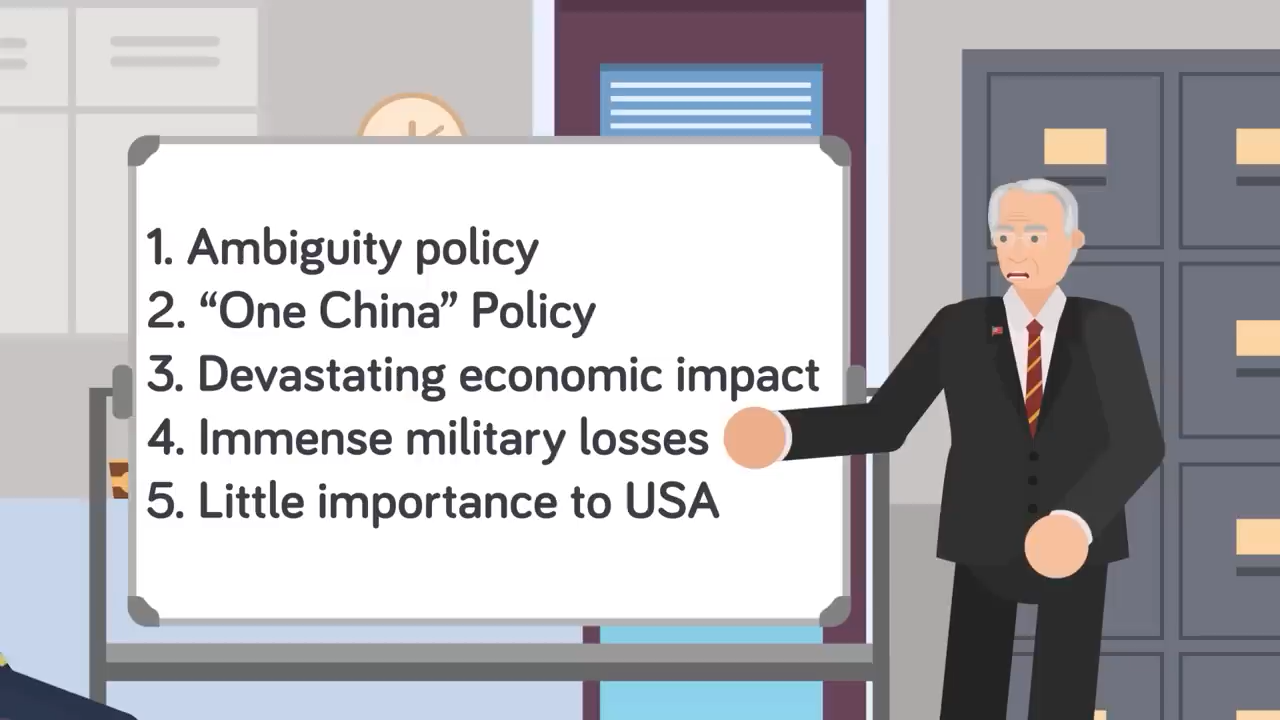 1. Ambiguity policy
2. “One China” Policy
3. Devastating economic impact
4. Immense military losses
5. Little importance to USA